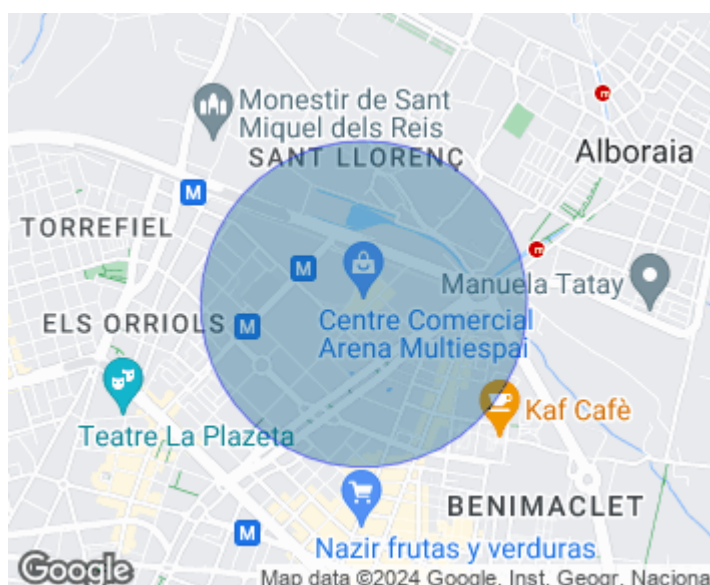 Monestir de Sant
Miquel dels Reis
SANT LLORENÇ
Alboraia
M
TORREFIEL
M
Manuela Tatay
ELS ORRIOLS
M
Centre Comercial
Arena Multiespai
Kaf Cafè
Teatre La Plazeta
BENIMACLET
M
Nazir frutas y verduras
Google
Map data ©2024 Google, Inst. Geogr. Naciona